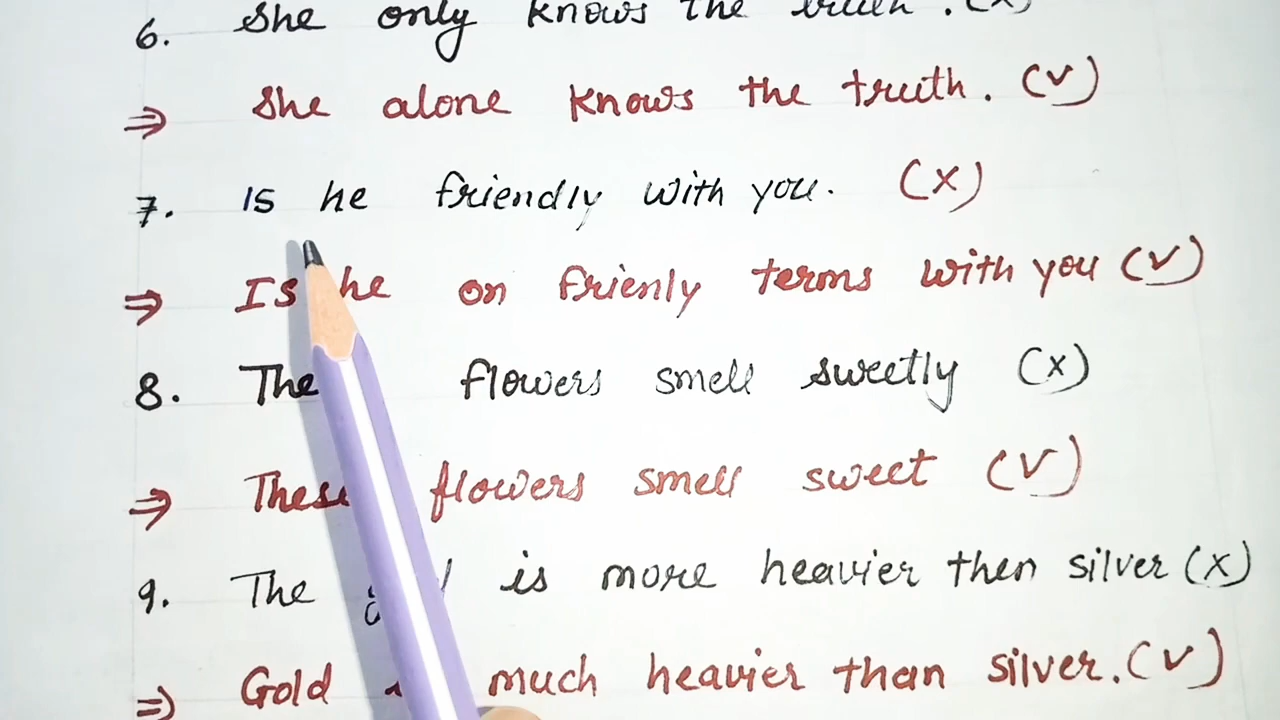 6. She only knows the truth. (x)
⇒ She alone knows the truth. (v)
7. Is he friendly with you. (x)
⇒ Is he on frienly terms with you (v)
8. The flowers smell sweetly (x)
⇒ These flowers smell sweet (v)
9. The is more heavier then silver (x)
⇒ Gold much heavier than silver. (v)